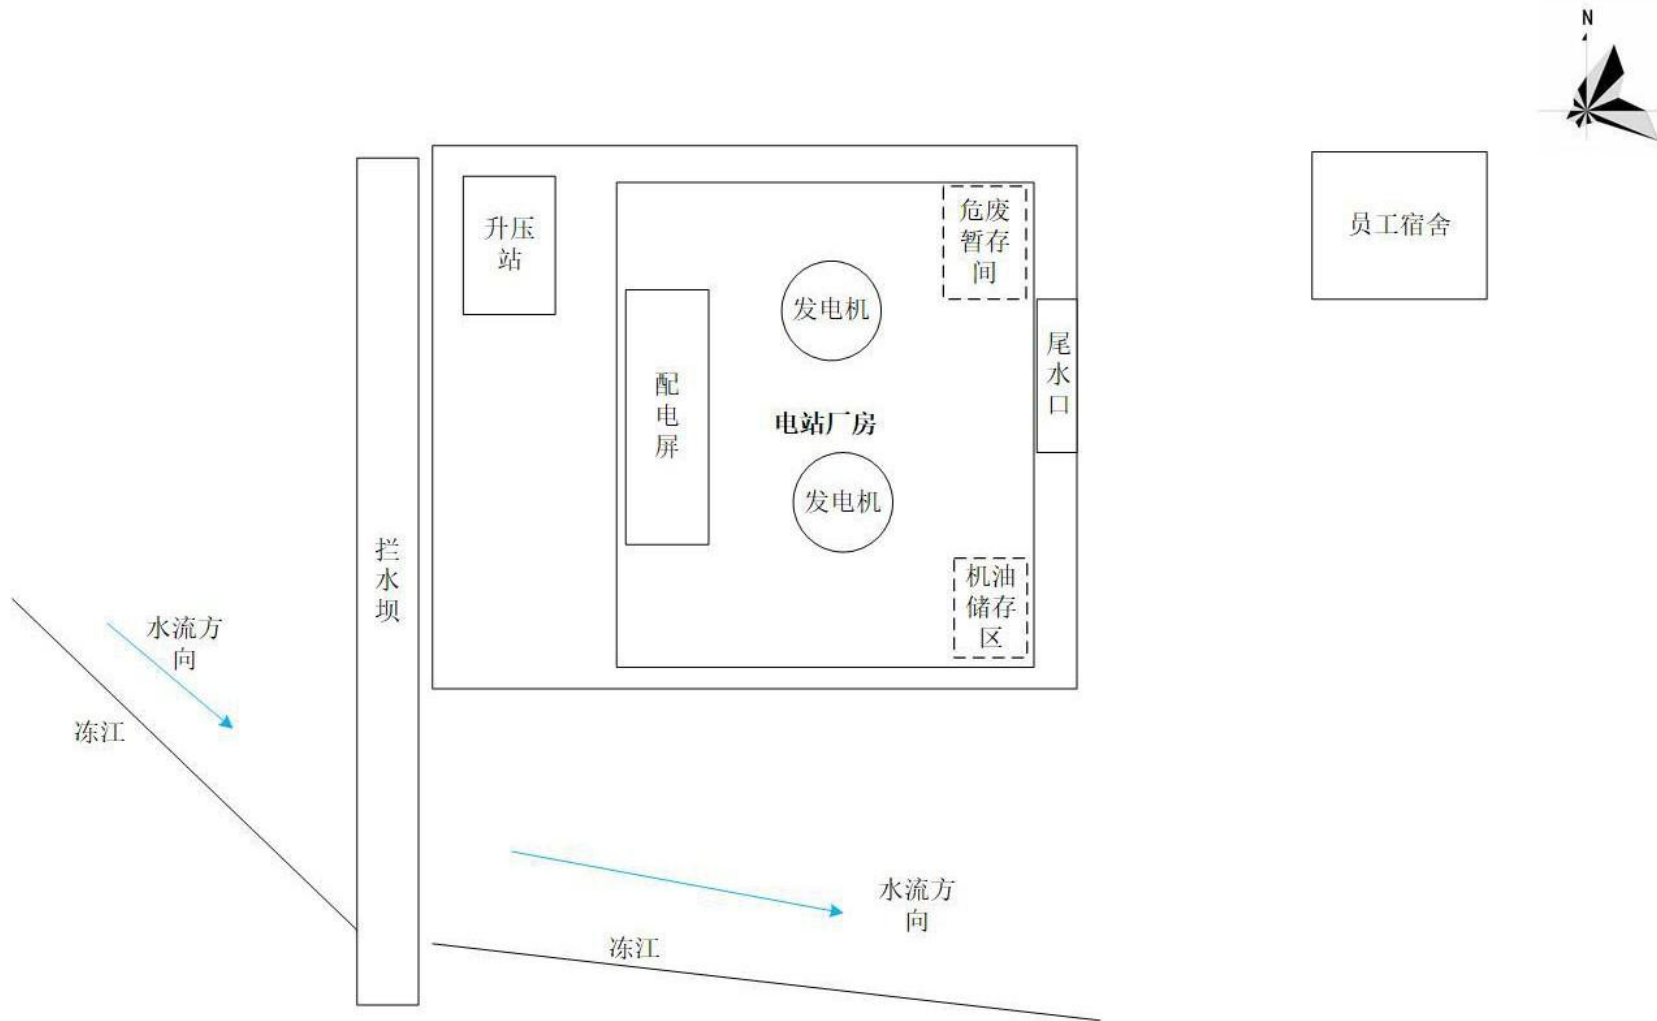 N
升压
站
危废
暂存
间
员工宿舍
发电机
尾
水
口
配
电
屏
电站厂房
发电机
拦
水
坝
机油
储存
区
水流方
向
冻江
水流方
向
冻江